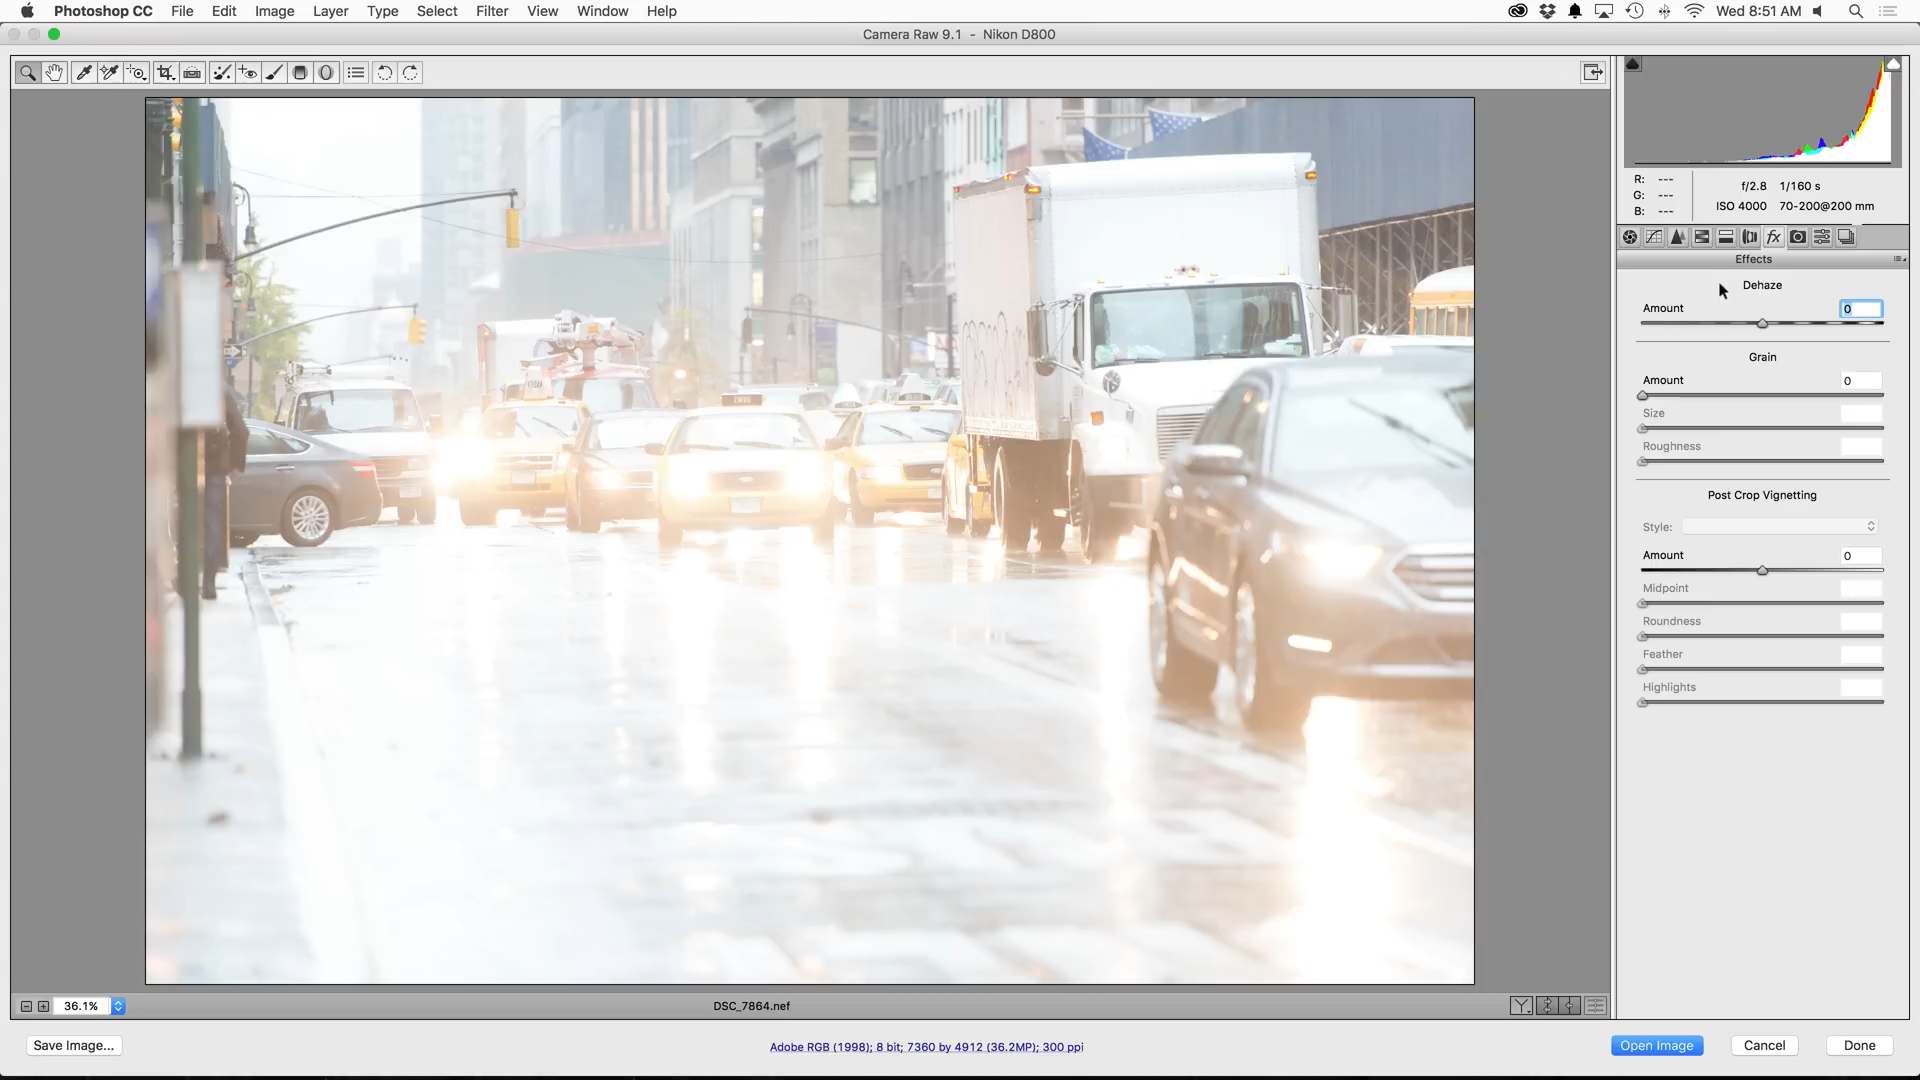 Photoshop CC File Edit Image Layer Type Select Filter View Window Help Wed 8:51 AM
Camera Raw 9.1 - Nikon D800
R: ---
G: ---
B: ---
f/2.8 1/160 s
ISO 4000 70-200@200 mm
fx
Effects
Dehaze
Amount 0
Grain
Amount 0
Size
Roughness
Post Crop Vignetting
Style:
Amount 0
Midpoint
Roundness
Feather
Highlights
36.1%
DSC_7864.nef
Y
Save Image...
Adobe RGB (1998); 8 bit; 7360 by 4912 (36.2MP); 300 ppi
Open Image Cancel Done